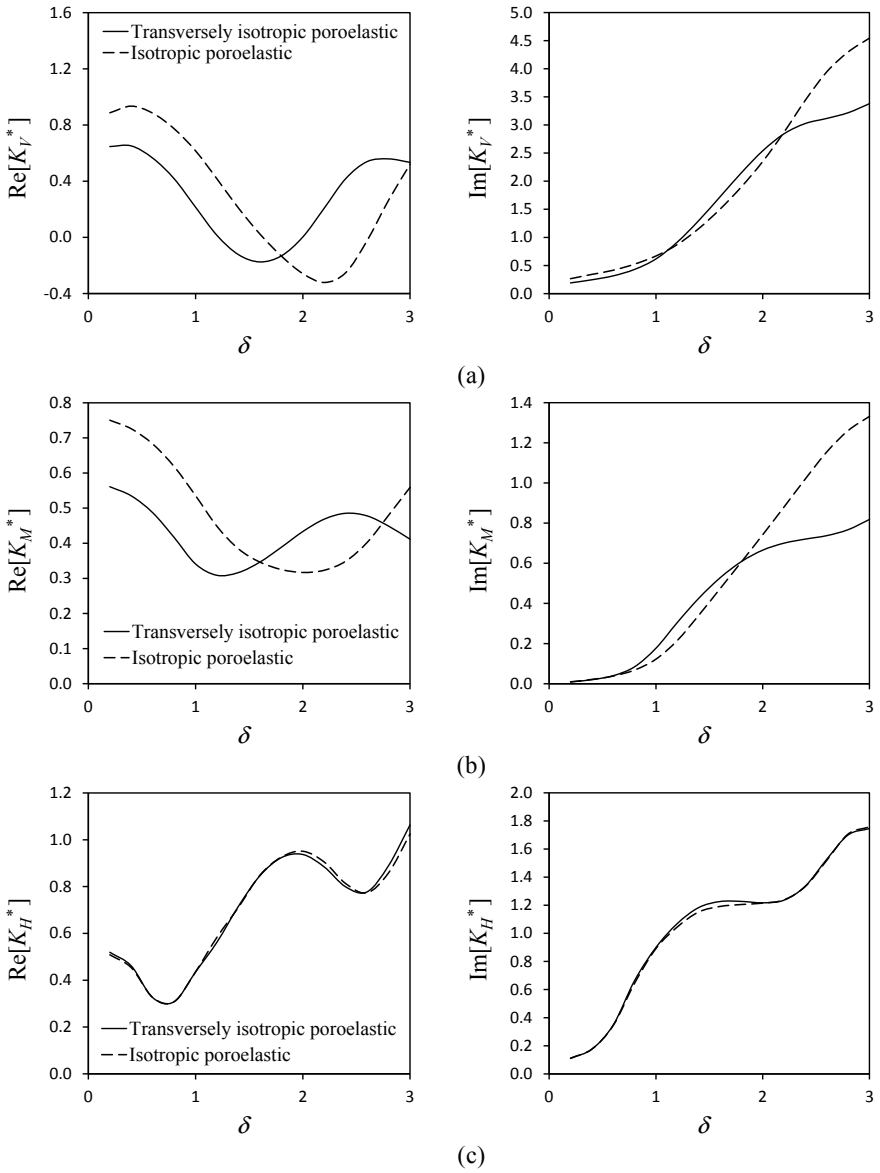 Transversely isotropic poroelastic
Isotropic poroelastic
Re[K_V^*]
1.6
1.2
0.8
0.4
0.0
-0.4
0 1 2 3
δ
Im[K_V^*]
5.0
4.5
4.0
3.5
3.0
2.5
2.0
1.5
1.0
0.5
0.0
0 1 2 3
δ
(a)
Re[K_M^*]
0.8
0.7
0.6
0.5
0.4
0.3
0.2
0.1
0.0
Transversely isotropic poroelastic
Isotropic poroelastic
0 1 2 3
δ
Im[K_M^*]
1.4
1.2
1.0
0.8
0.6
0.4
0.2
0.0
0 1 2 3
δ
(b)
Re[K_H^*]
1.2
1.0
0.8
0.6
0.4
0.2
0.0
Transversely isotropic poroelastic
Isotropic poroelastic
0 1 2 3
δ
Im[K_H^*]
2.0
1.8
1.6
1.4
1.2
1.0
0.8
0.6
0.4
0.2
0.0
0 1 2 3
δ
(c)